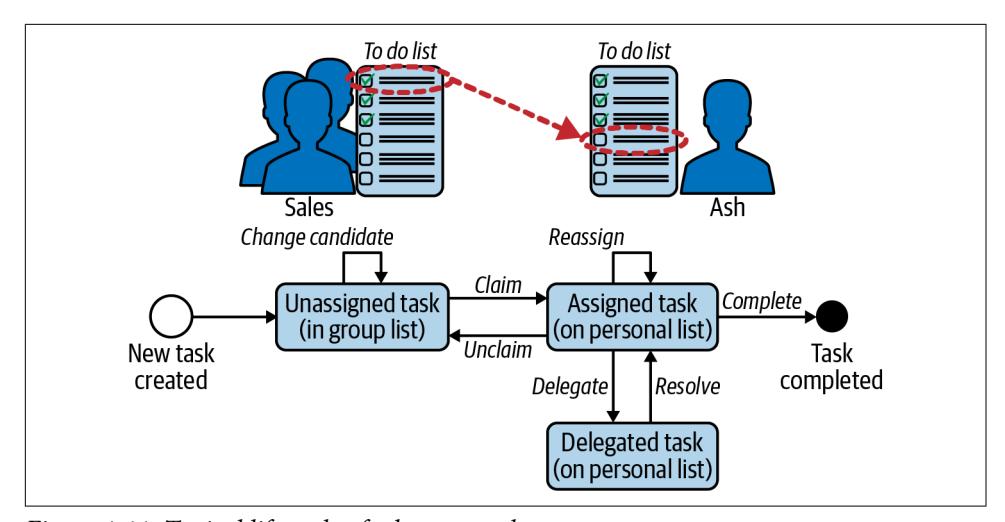 To do list
To do list
Sales
Ash
Change candidate
Reassign
Unassigned task
(in group list)
Claim
Unclaim
Assigned task
(on personal list)
Complete
New task
created
Task
completed
Delegate
Resolve
Delegated task
(on personal list)